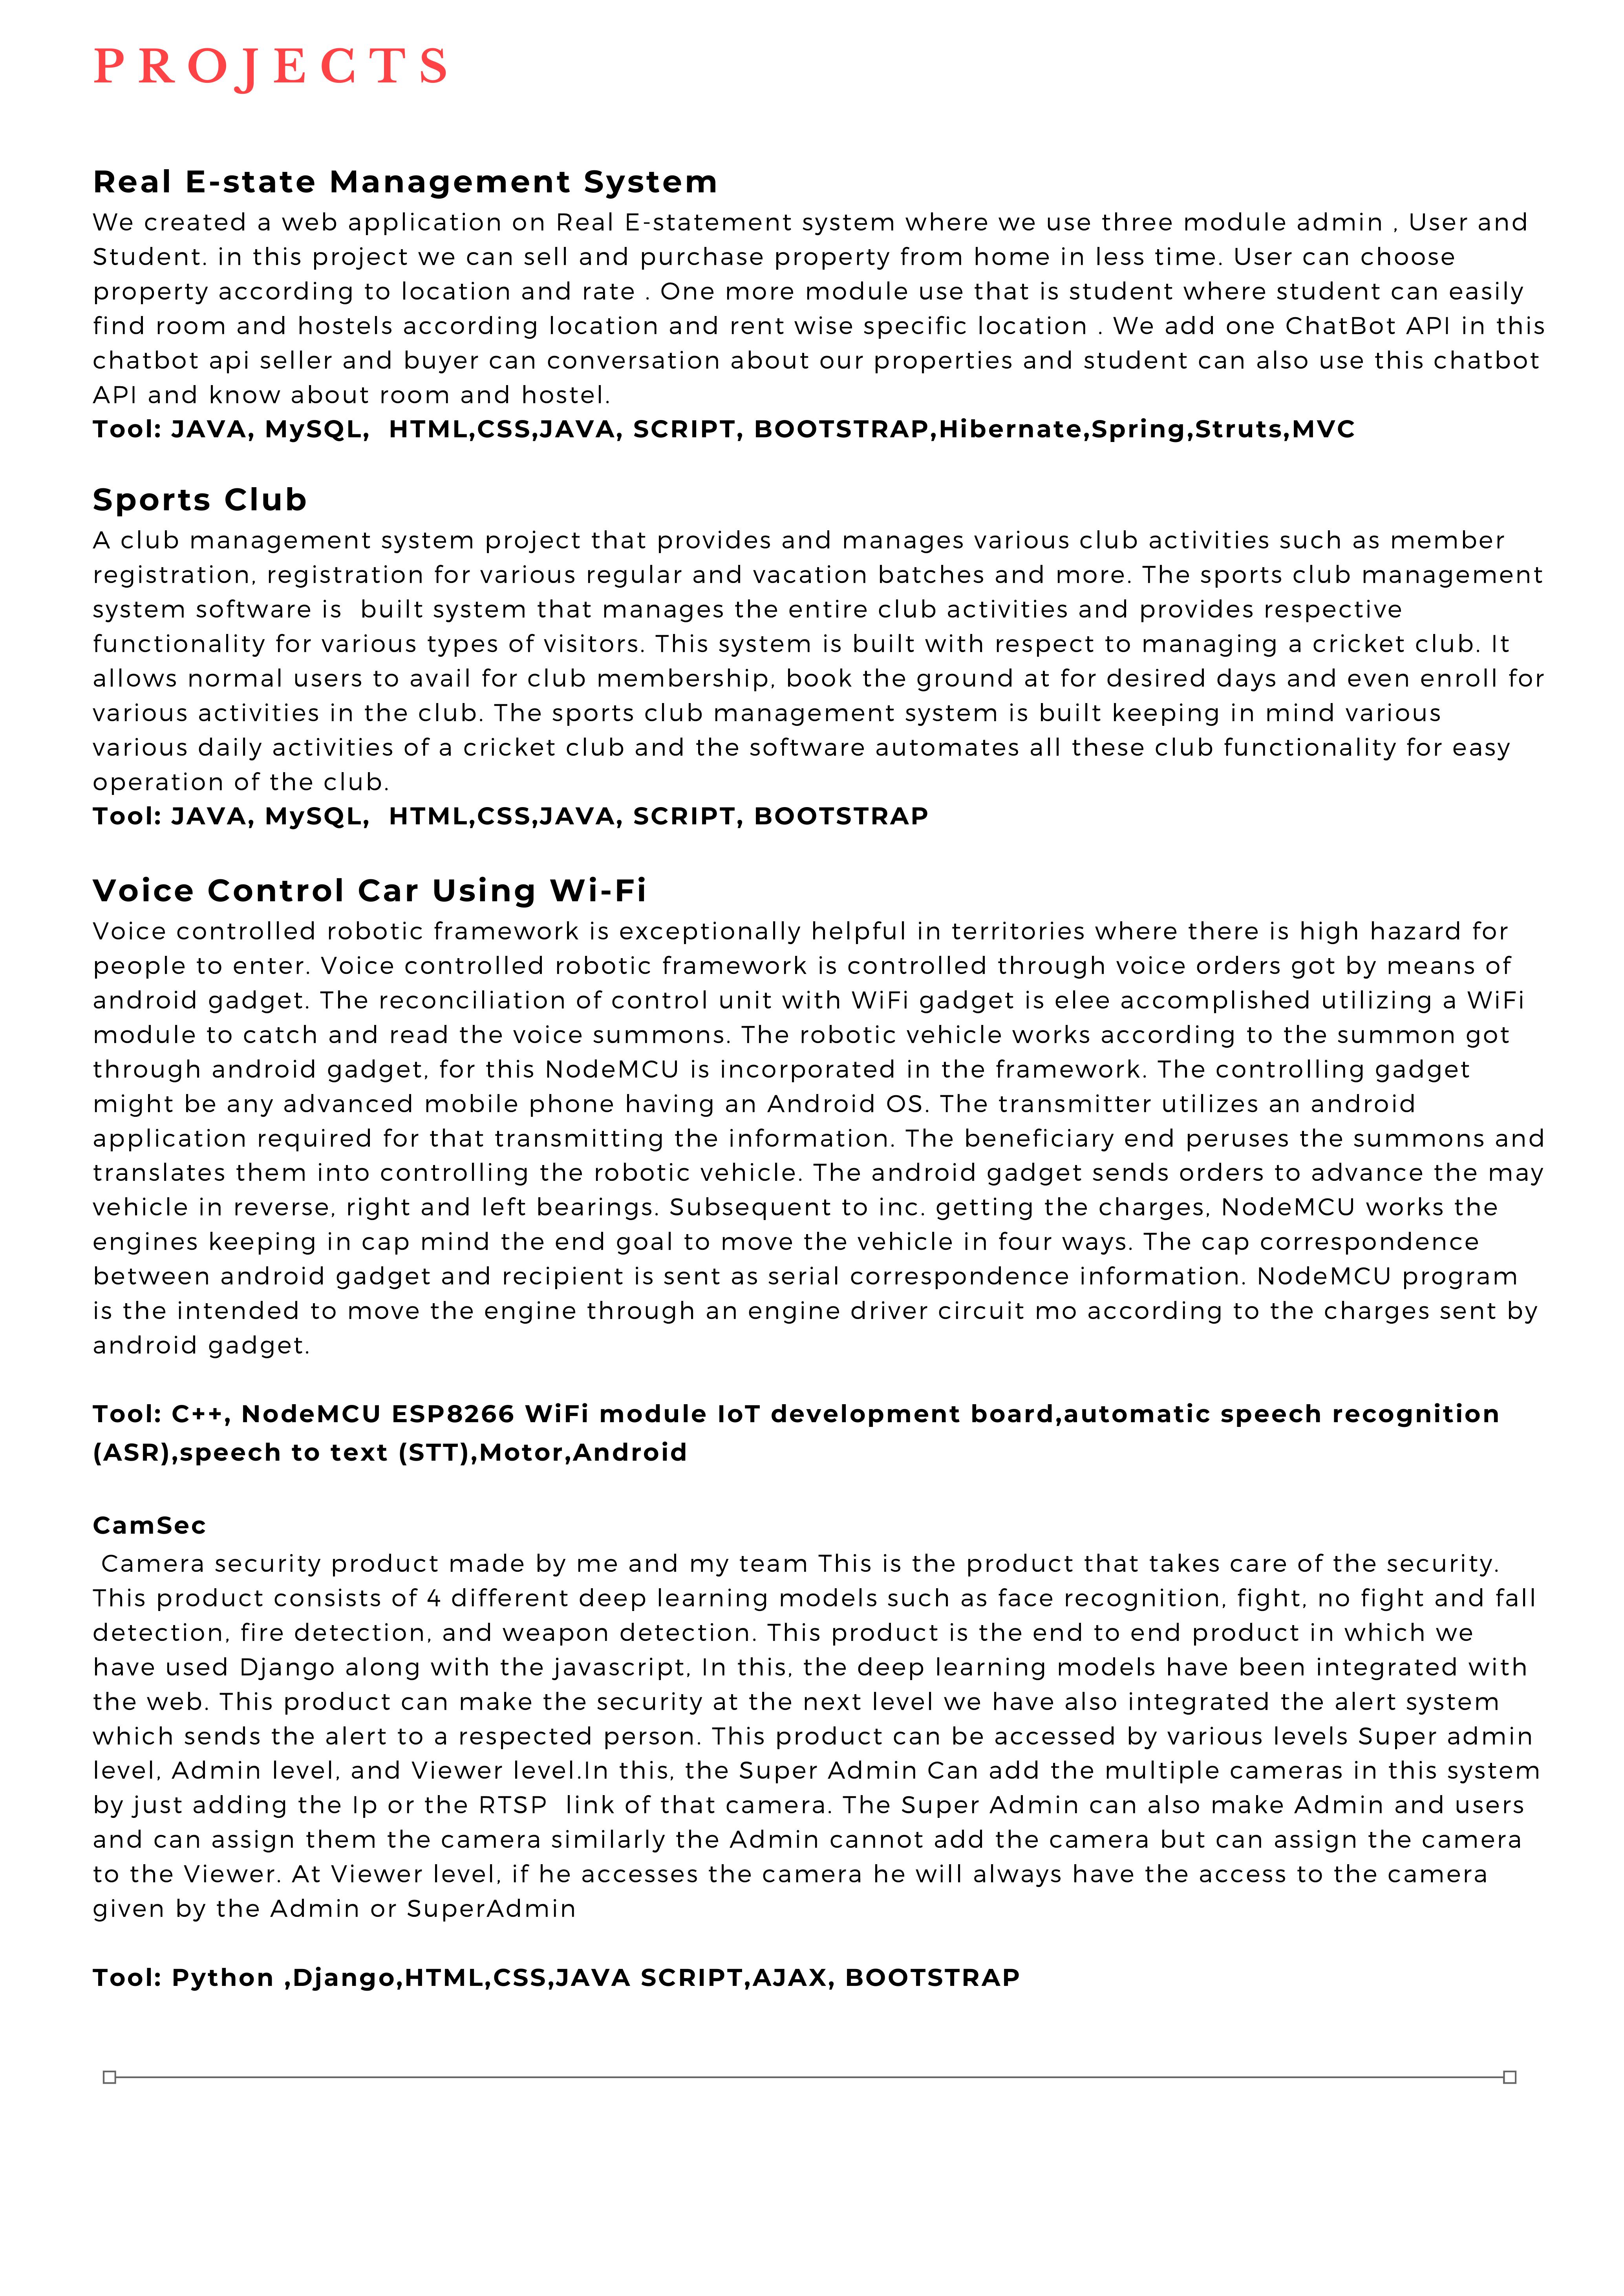 PROJECTS
Real E-state Management System
We created a web application on Real E-statement system where we use three module admin , User and
Student. in this project we can sell and purchase property from home in less time. User can choose
property according to location and rate . One more module use that is student where student can easily
find room and hostels according location and rent wise specific location . We add one ChatBot API in this
chatbot api seller and buyer can conversation about our properties and student can also use this chatbot
API and know about room and hostel.
Tool: JAVA, MySQL,  HTML,CSS,JAVA, SCRIPT, BOOTSTRAP,Hibernate,Spring,Struts,MVC
Sports Club
A club management system project that provides and manages various club activities such as member
registration, registration for various regular and vacation batches and more. The sports club management
system software is  built system that manages the entire club activities and provides respective
functionality for various types of visitors. This system is built with respect to managing a cricket club. It
allows normal users to avail for club membership, book the ground at for desired days and even enroll for
various activities in the club. The sports club management system is built keeping in mind various
various daily activities of a cricket club and the software automates all these club functionality for easy
operation of the club.
Tool: JAVA, MySQL,  HTML,CSS,JAVA, SCRIPT, BOOTSTRAP
Voice Control Car Using Wi-Fi
Voice controlled robotic framework is exceptionally helpful in territories where there is high hazard for
people to enter. Voice controlled robotic framework is controlled through voice orders got by means of
android gadget. The reconciliation of control unit with WiFi gadget is elee accomplished utilizing a WiFi
module to catch and read the voice summons. The robotic vehicle works according to the summon got
through android gadget, for this NodeMCU is incorporated in the framework. The controlling gadget
might be any advanced mobile phone having an Android OS. The transmitter utilizes an android
application required for that transmitting the information. The beneficiary end peruses the summons and
translates them into controlling the robotic vehicle. The android gadget sends orders to advance the may
vehicle in reverse, right and left bearings. Subsequent to inc. getting the charges, NodeMCU works the
engines keeping in cap mind the end goal to move the vehicle in four ways. The cap correspondence
between android gadget and recipient is sent as serial correspondence information. NodeMCU program
is the intended to move the engine through an engine driver circuit mo according to the charges sent by
android gadget.
Tool: C++, NodeMCU ESP8266 WiFi module IoT development board,automatic speech recognition
(ASR),speech to text (STT),Motor,Android
CamSec
Camera security product made by me and my team This is the product that takes care of the security.
This product consists of 4 different deep learning models such as face recognition, fight, no fight and fall
detection, fire detection, and weapon detection. This product is the end to end product in which we
have used Django along with the javascript, In this, the deep learning models have been integrated with
the web. This product can make the security at the next level we have also integrated the alert system
which sends the alert to a respected person. This product can be accessed by various levels Super admin
level, Admin level, and Viewer level.In this, the Super Admin Can add the multiple cameras in this system
by just adding the Ip or the RTSP  link of that camera. The Super Admin can also make Admin and users
and can assign them the camera similarly the Admin cannot add the camera but can assign the camera
to the Viewer. At Viewer level, if he accesses the camera he will always have the access to the camera
given by the Admin or SuperAdmin
Tool: Python ,Django,HTML,CSS,JAVA SCRIPT,AJAX, BOOTSTRAP